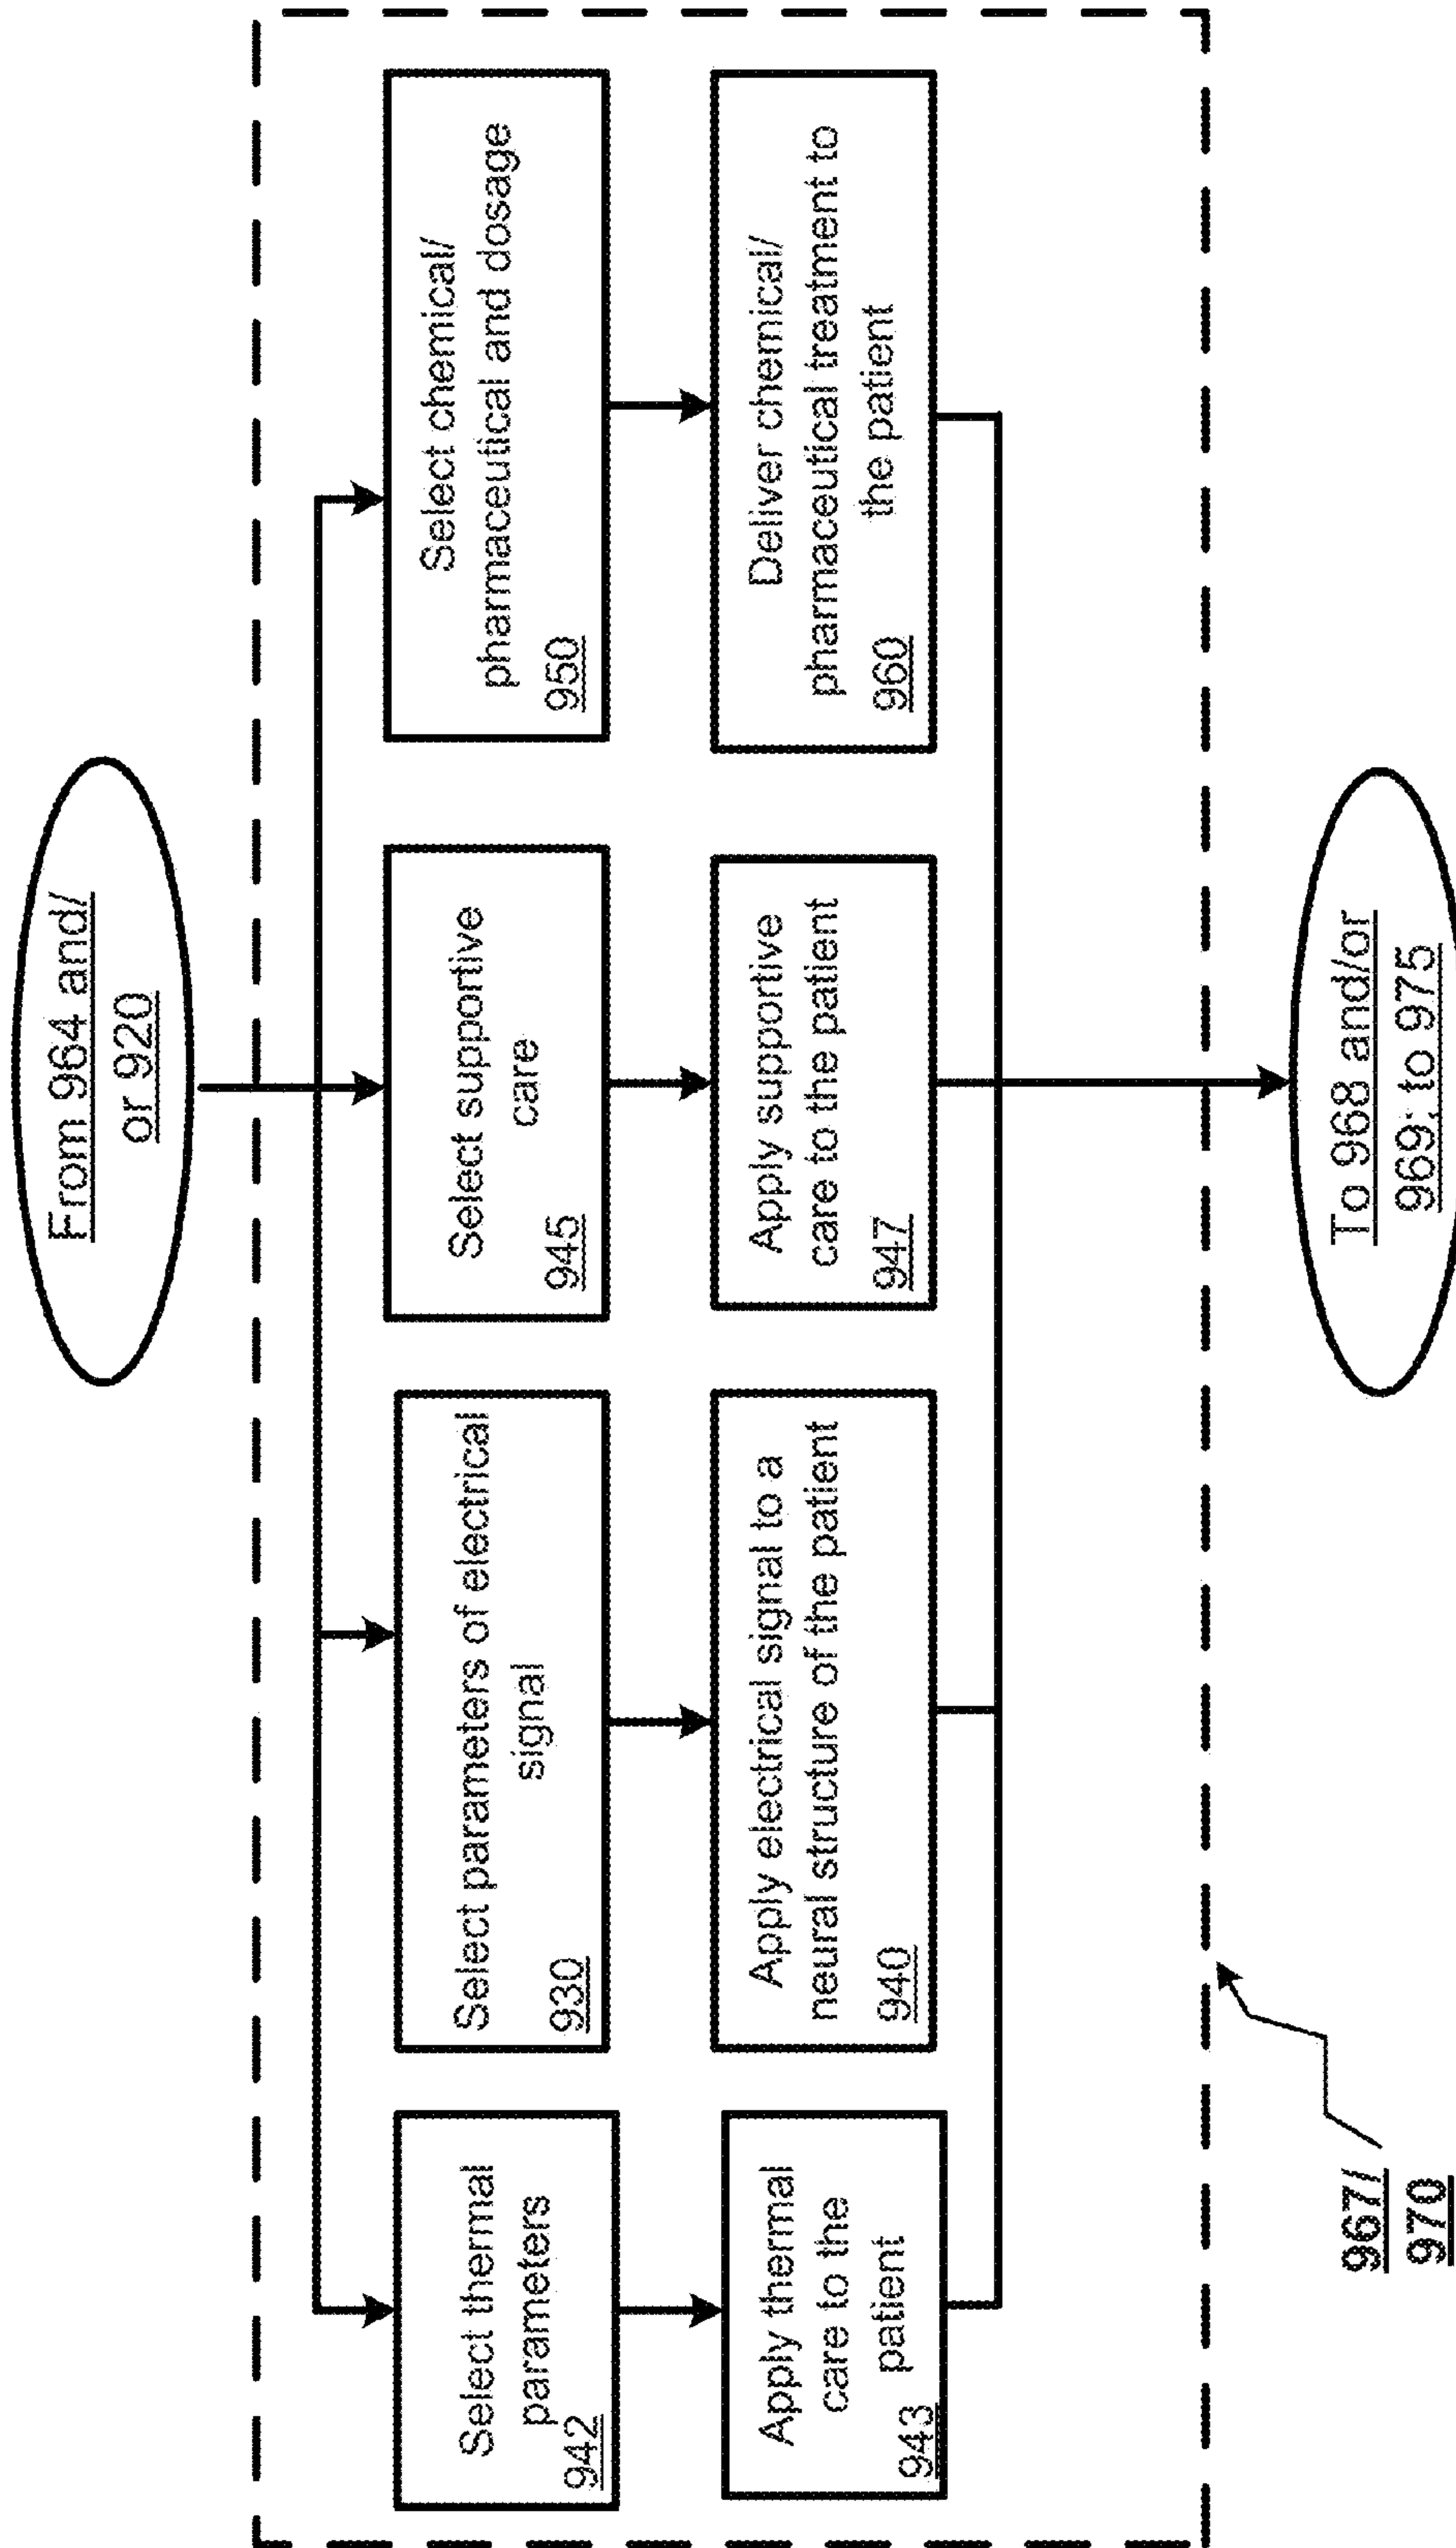 From 964 and/
or 920
Select thermal
parameters
942
Select parameters of electrical
signal
930
Select supportive
care
945
Select chemical/
pharmaceutical and dosage
950
Apply thermal
care to the
patient
943
Apply electrical signal to a
neural structure of the patient
940
Apply supportive
care to the patient
947
Deliver chemical/
pharmaceutical treatment to
the patient
960
967/
970
To 968 and/or
969; to 975